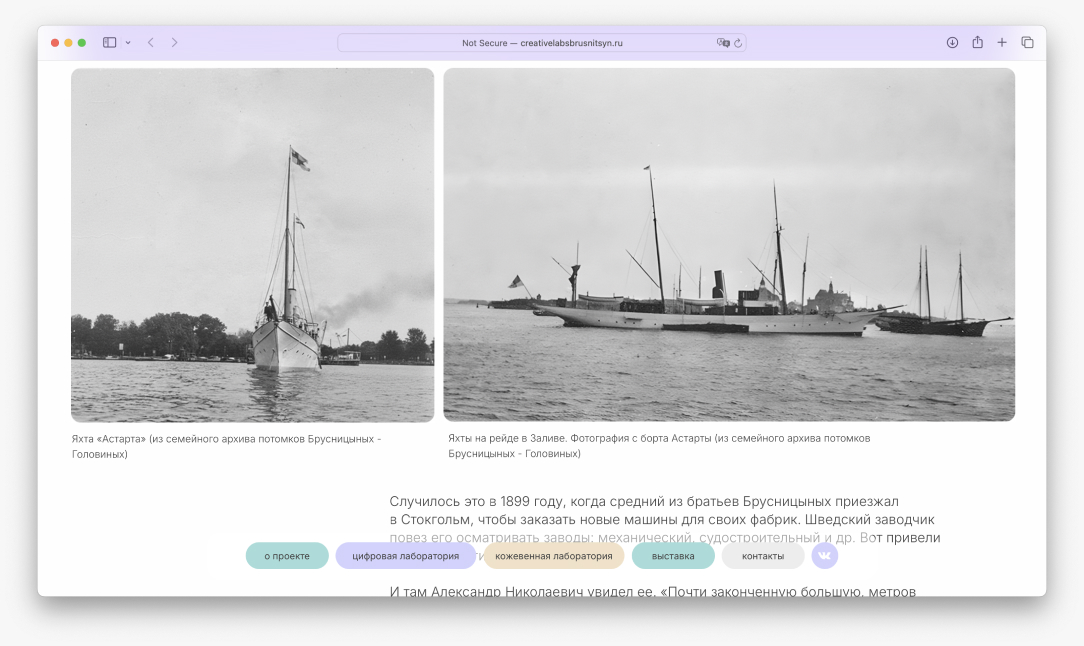 Not Secure — creativelabsbrusnitsyn.ru
Яхта «Астарта» (из семейного архива потомков Брусницыных -
Головиных)
Яхты на рейде в Заливе. Фотография с борта Астарты (из семейного архива потомков
Брусницыных - Головиных)
Случилось это в 1899 году, когда средний из братьев Брусницыных приезжал
в Стокгольм, чтобы заказать новые машины для своих фабрик. Шведский заводчик
повез его осматривать заводы: механический, судостроительный и др. Вот привели
о проекте
цифровая лаборатория
кожевенная лаборатория
выставка
контакты
И там Александр Николаевич увидел ее. «Почти законченную большую, метров